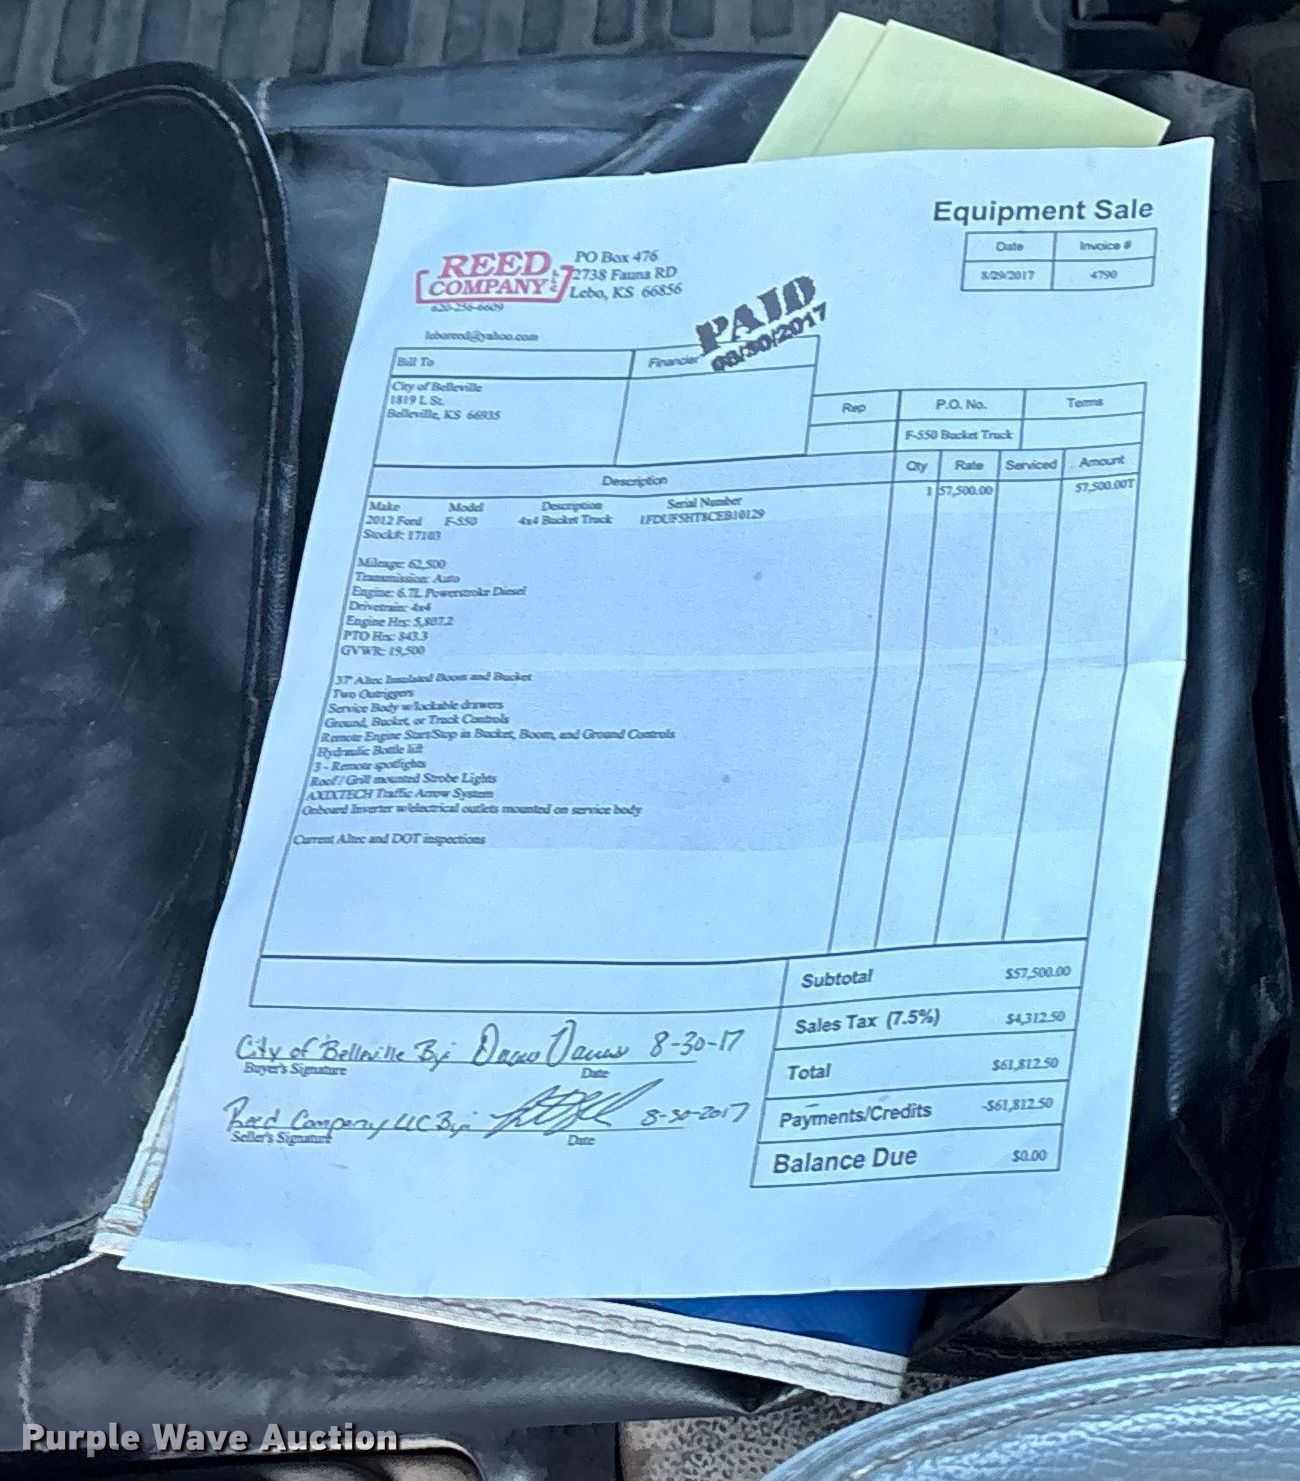 Equipment Sale
Date Invoice #
8/29/2017 4790
REED COMPANY LLC
PO Box 476
2738 Fauna RD
Lebo, KS 66856
620-256-6609
leboreed@yahoo.com
PAID
08/30/2017
Bill To
Financier
City of Belleville
1819 L St.
Belleville, KS 66935
Rep P.O. No. Terms
F-550 Bucket Truck
Description Qty Rate Serviced Amount
1 57,500.00 57,500.00T
Make Model Description Serial Number
2012 Ford F-550 4x4 Bucket Truck 1FDUF5HT8CEB10129
Stock#: 17103
Mileage: 62,500
Transmission: Auto
Engine: 6.7L Powerstroke Diesel
Drivetrain: 4x4
Engine Hrs: 5,807.2
PTO Hrs: 843.3
GVWR: 19,500
37' Altec Insulated Boom and Bucket
Two Outriggers
Service Body w/lockable drawers
Ground, Bucket, or Truck Controls
Remote Engine Start/Stop in Bucket, Boom, and Ground Controls
Hydraulic Bottle lift
3 - Remote spotlights
Roof / Grill mounted Strobe Lights
AXIXTECH Traffic Arrow System
Onboard Inverter w/electrical outlets mounted on service body
Current Altec and DOT inspections
Subtotal $57,500.00
Sales Tax (7.5%) $4,312.50
Total $61,812.50
Payments/Credits -$61,812.50
Balance Due $0.00
City of Belleville By: 8-30-17
Buyer's Signature Date
Reed Company LLC By: 8-30-2017
Seller's Signature Date
Purple Wave Auction